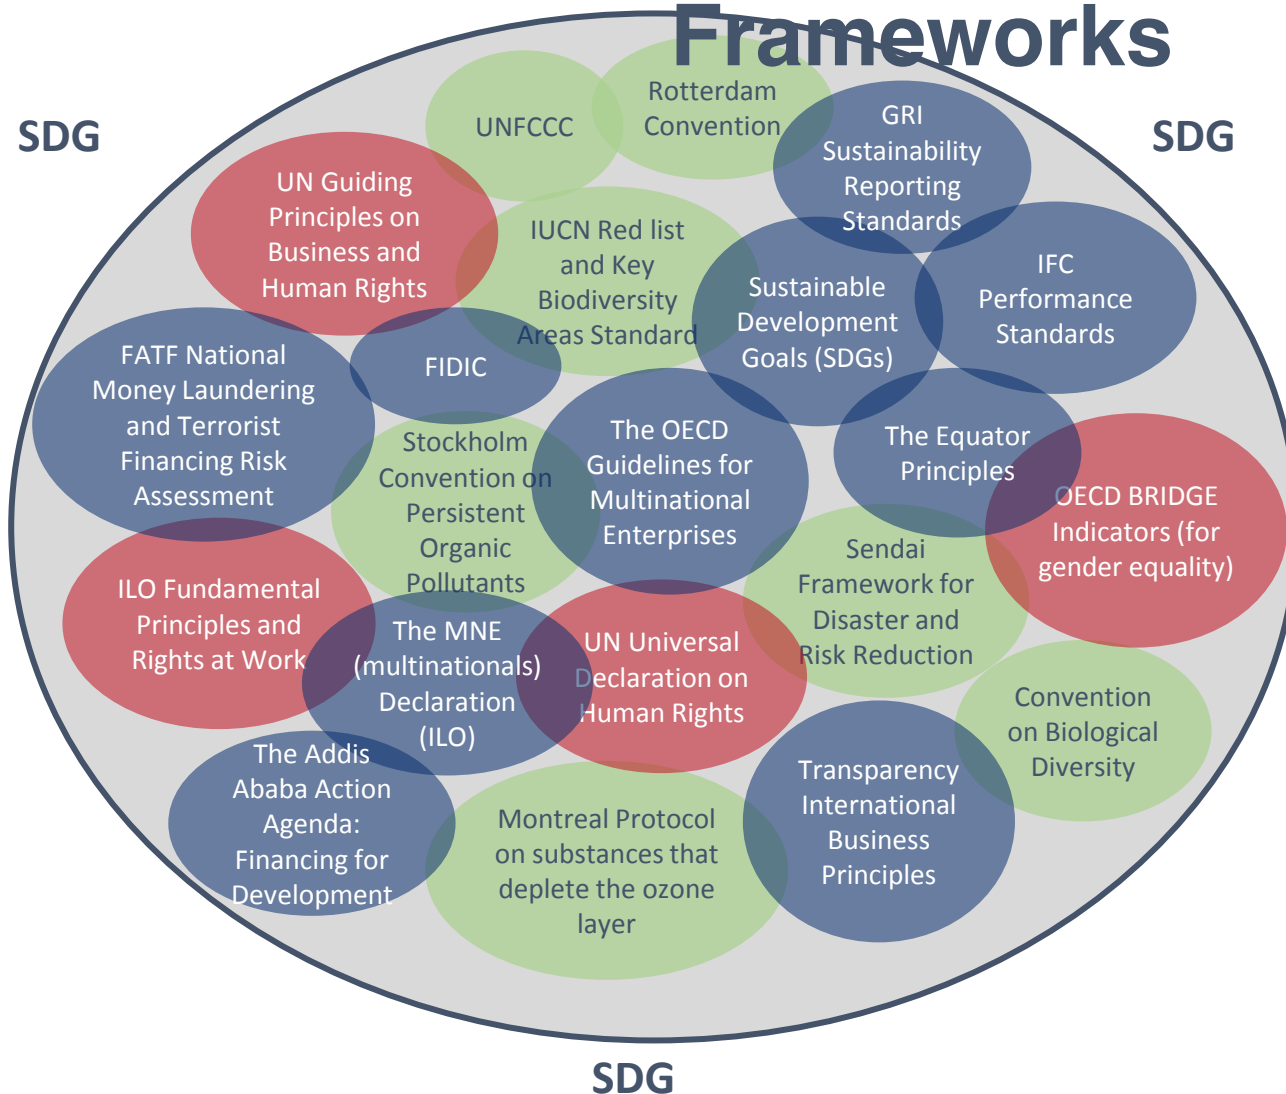 Frameworks
SDG
SDG
UNFCCC
Rotterdam
Convention
GRI
Sustainability
Reporting
Standards
UN Guiding
Principles on
Business and
Human Rights
IUCN Red list
and Key
Biodiversity
Areas Standard
Sustainable
Development
Goals (SDGs)
IFC
Performance
Standards
FATF National
Money Laundering
and Terrorist
Financing Risk
Assessment
FIDIC
Stockholm
Convention on
Persistent
Organic
Pollutants
The OECD
Guidelines for
Multinational
Enterprises
The Equator
Principles
OECD BRIDGE
Indicators (for
gender equality)
Sendai
Framework for
Disaster and
Risk Reduction
ILO Fundamental
Principles and
Rights at Work
The MNE
(multinationals)
Declaration
(ILO)
UN Universal
Declaration on
Human Rights
Convention
on Biological
Diversity
The Addis
Ababa Action
Agenda:
Financing for
Development
Montreal Protocol
on substances that
deplete the ozone
layer
Transparency
International
Business
Principles
SDG